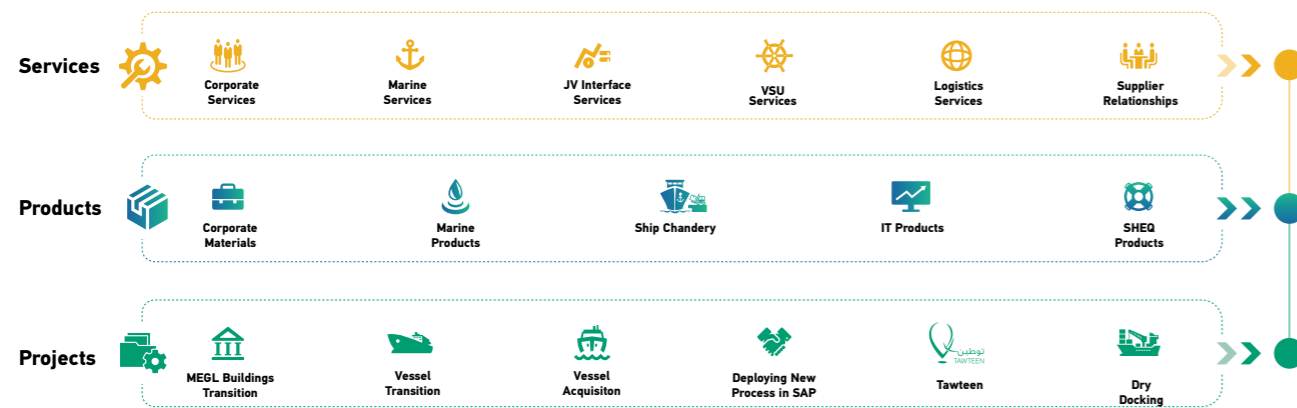 Services
Corporate
Services
Marine
Services
JV Interface
Services
VSU
Services
Logistics
Services
Supplier
Relationships
Products
Corporate
Materials
Marine
Products
Ship Chandery
IT Products
SHEQ
Products
Projects
MEGL Buildings
Transition
Vessel
Transition
Vessel
Acquisiton
Deploying New
Process in SAP
توطين
TAWTEEN
Tawteen
Dry
Docking